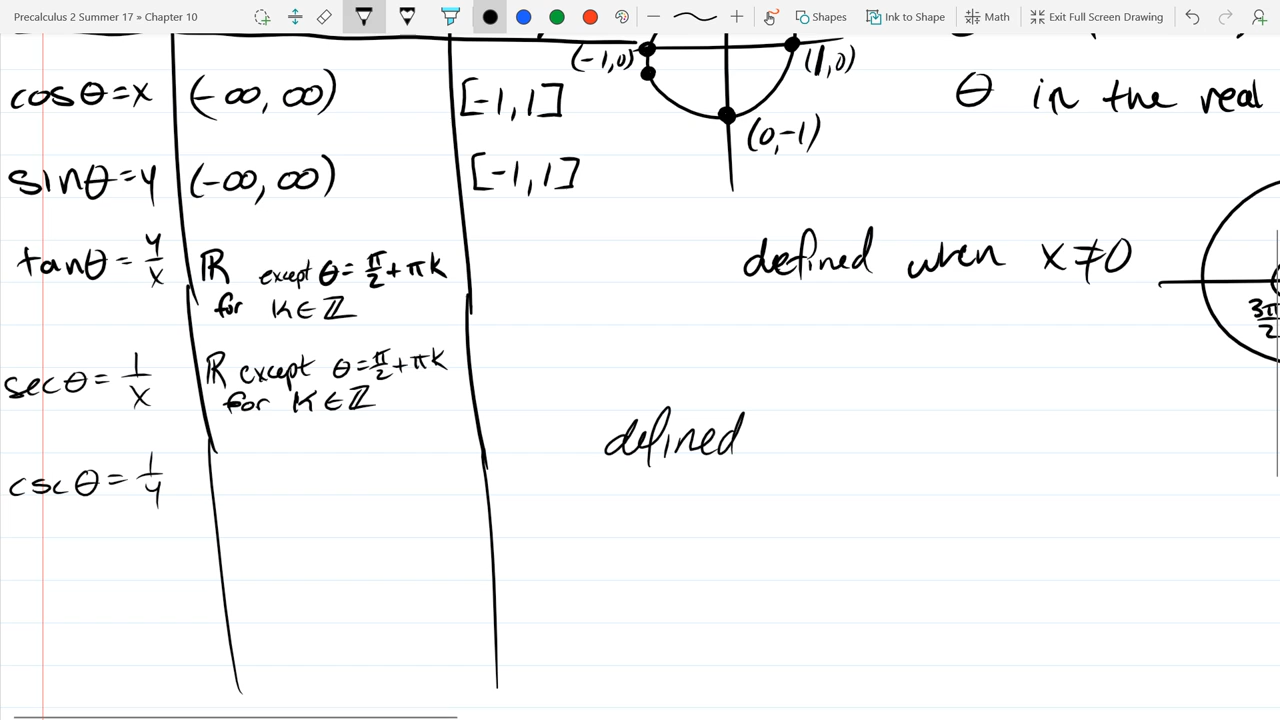 Precalculus 2 Summer 17 » Chapter 10
Shapes
Ink to Shape
Math
Exit Full Screen Drawing
(-1,0)
(1,0)
(0,-1)
cosθ=x (-∞,∞) [-1,1]
θ in the real
sinθ=y (-∞,∞) [-1,1]
tanθ=y/x ℝ except θ=π/2+πk
for k∈ℤ
defined when x≠0
3π/2
secθ=1/x ℝ except θ=π/2+πk
for k∈ℤ
defined
cscθ=1/y